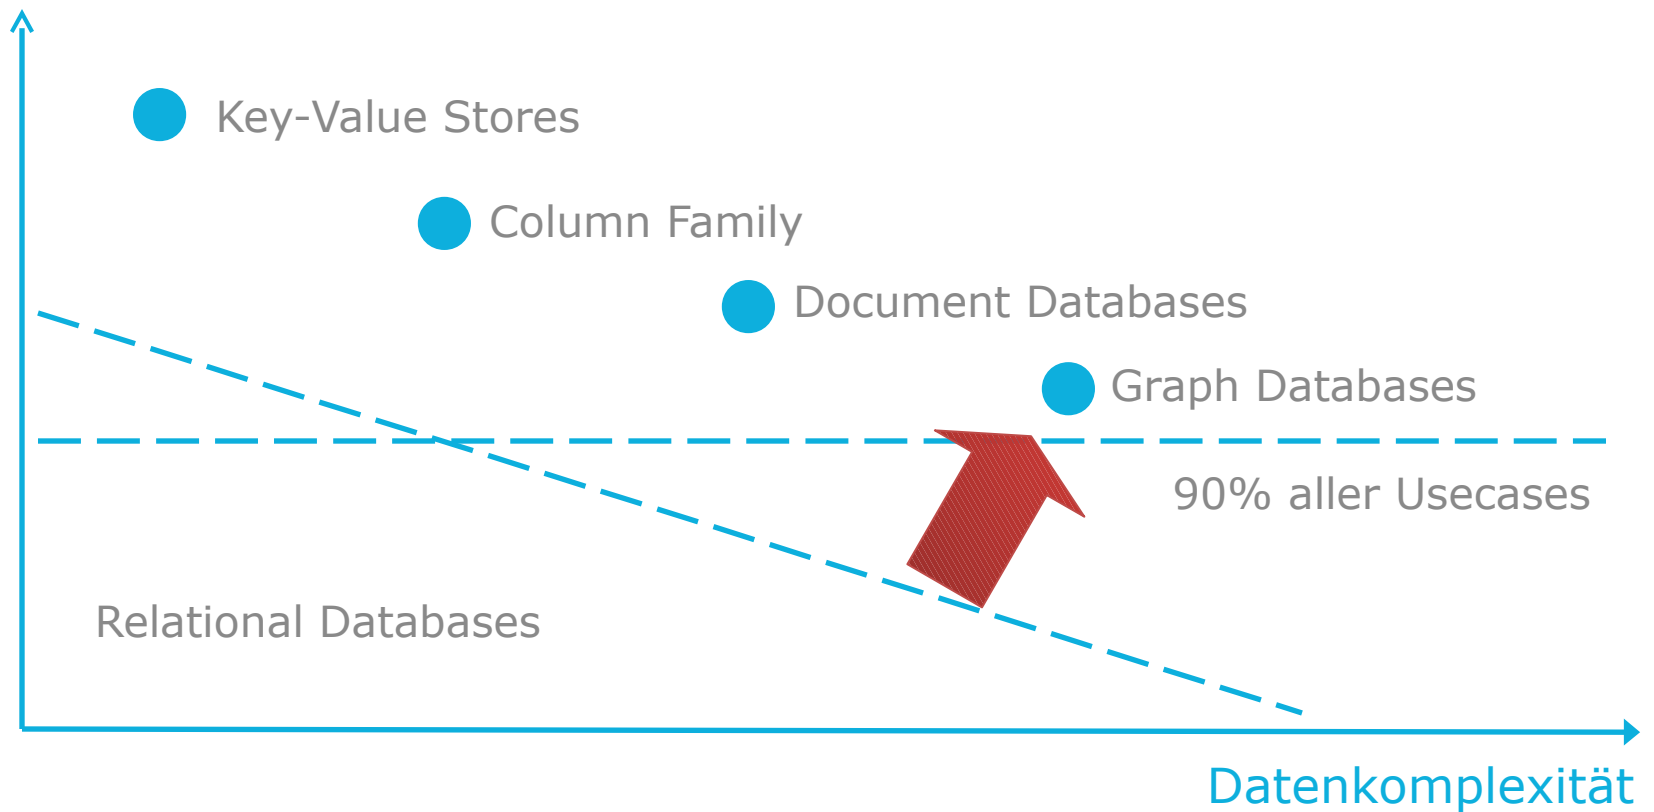 Key-Value Stores
Column Family
Document Databases
Graph Databases
90% aller Usecases
Relational Databases
Datenkomplexität